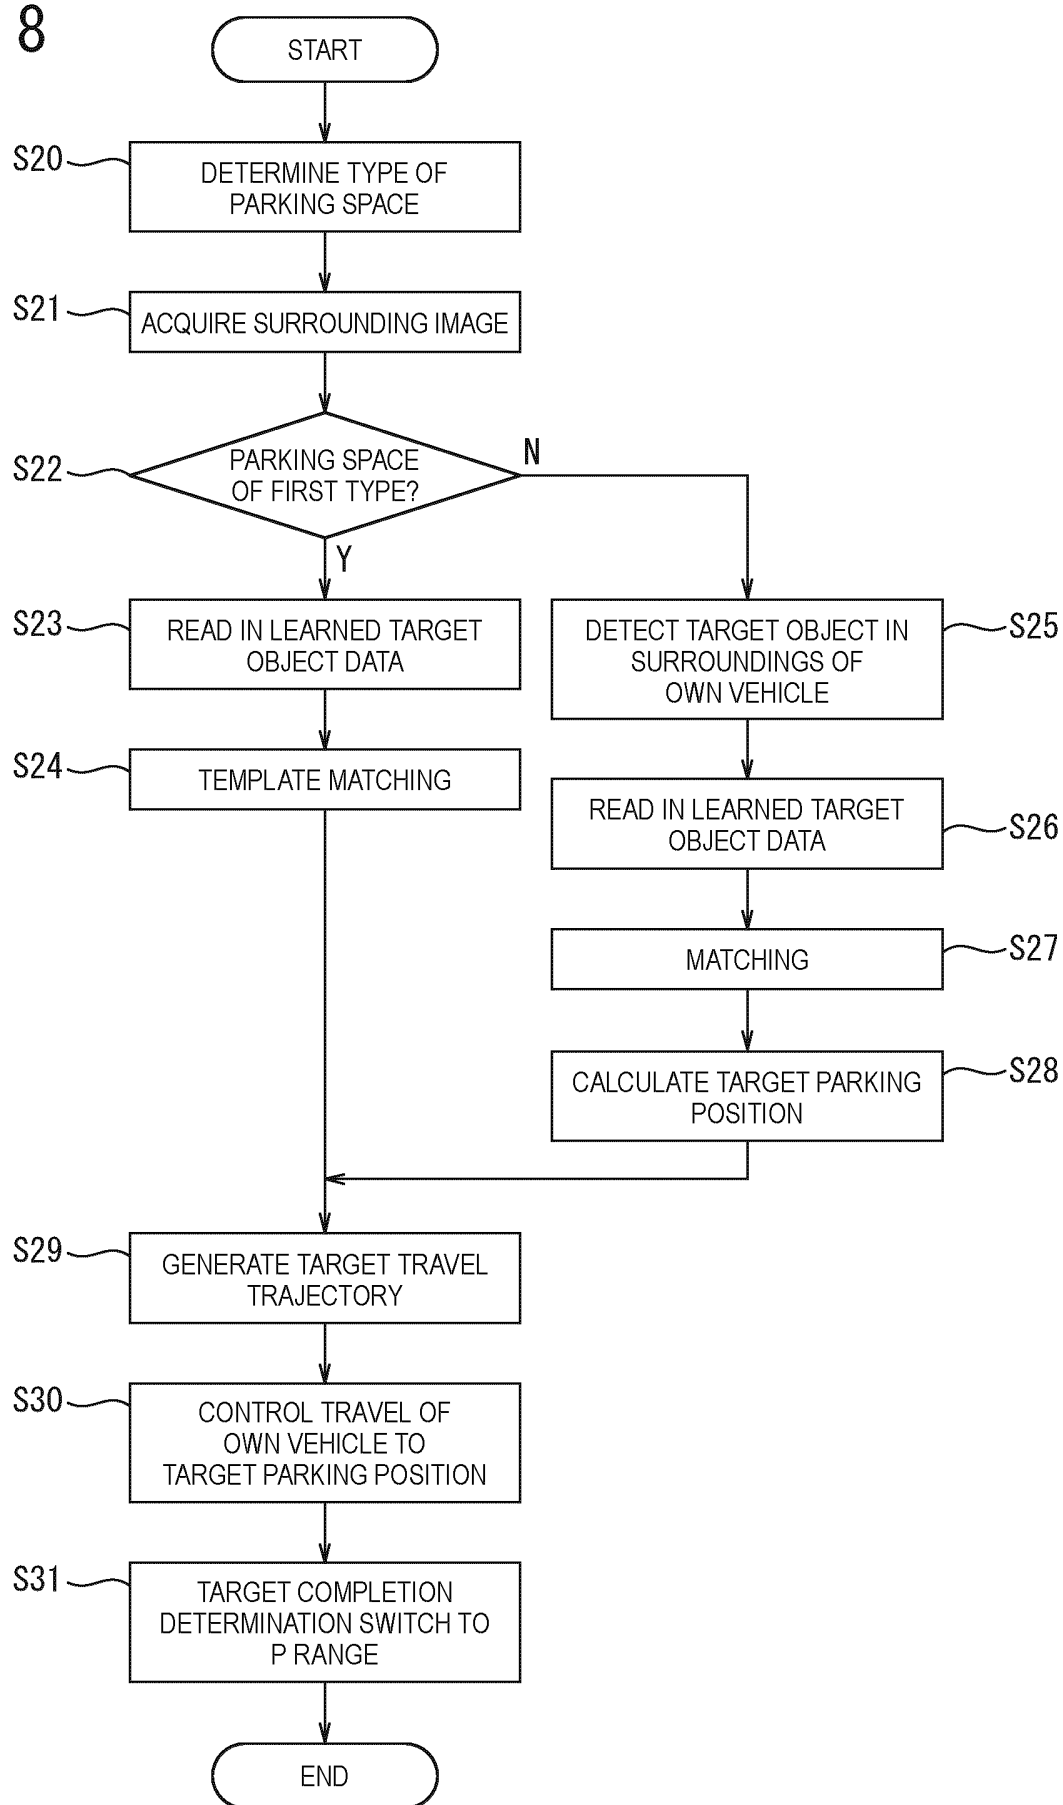 8
START
S20
DETERMINE TYPE OF
PARKING SPACE
S21
ACQUIRE SURROUNDING IMAGE
S22
PARKING SPACE
OF FIRST TYPE?
N
Y
S23
READ IN LEARNED TARGET
OBJECT DATA
S24
TEMPLATE MATCHING
DETECT TARGET OBJECT IN
SURROUNDINGS OF
OWN VEHICLE
S25
READ IN LEARNED TARGET
OBJECT DATA
S26
MATCHING
S27
CALCULATE TARGET PARKING
POSITION
S28
S29
GENERATE TARGET TRAVEL
TRAJECTORY
S30
CONTROL TRAVEL OF
OWN VEHICLE TO
TARGET PARKING POSITION
S31
TARGET COMPLETION
DETERMINATION SWITCH TO
P RANGE
END